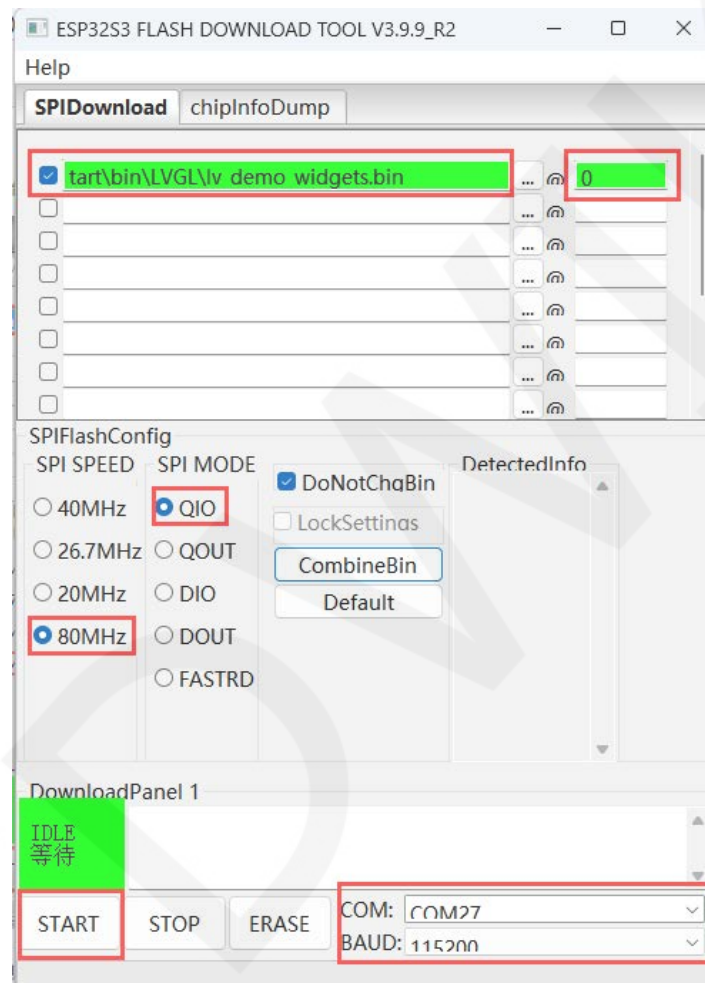 ESP32S3 FLASH DOWNLOAD TOOL V3.9.9_R2
Help
SPIDownload chipInfoDump
tart\bin\LVGL\lv_demo_widgets.bin ... @ 0
... @
... @
... @
... @
... @
... @
... @
SPIFlashConfig
SPI SPEED SPI MODE DetectedInfo
DoNotChgBin
40MHz QIO
LockSettings
26.7MHz QOUT
CombineBin
20MHz DIO
Default
80MHz DOUT
FASTRD
DownloadPanel 1
IDLE
等待
START STOP ERASE
COM: COM27
BAUD: 115200